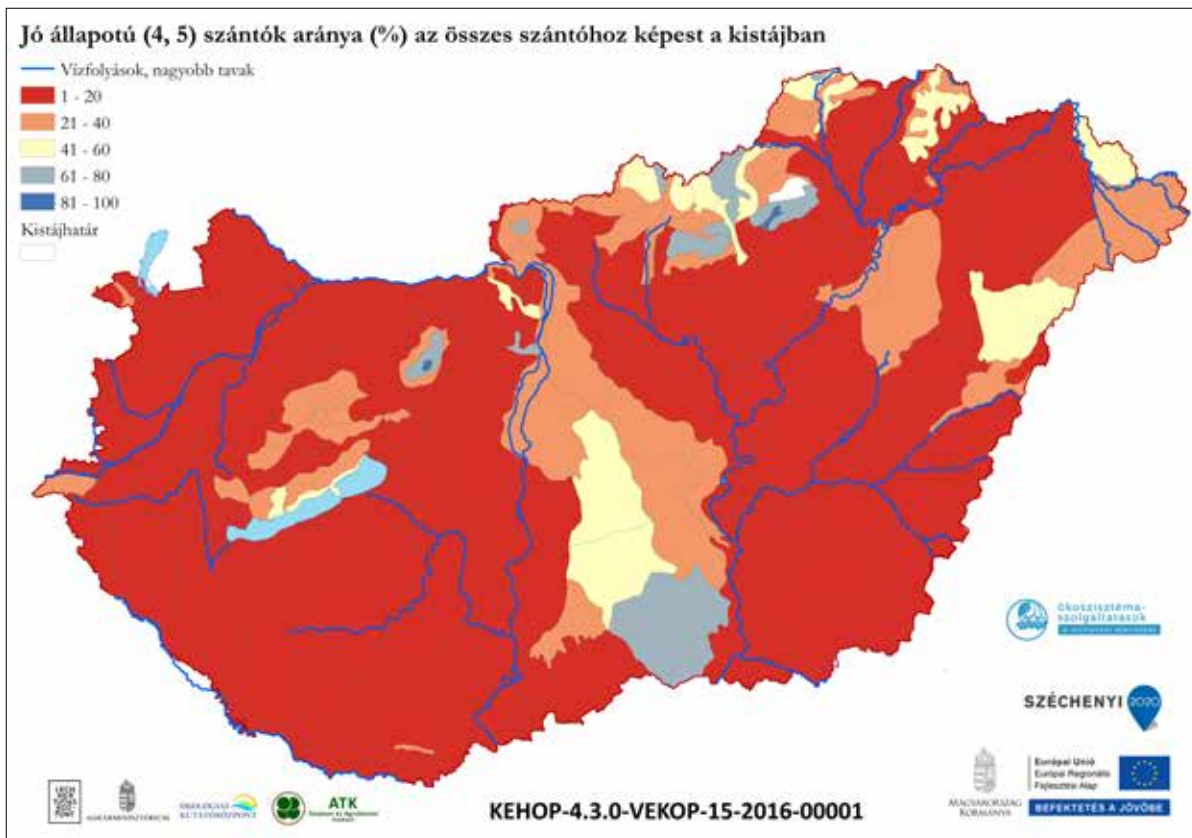 Jó állapotú (4, 5) szántók aránya (%) az összes szántóhoz képest a kistájban
Vízfolyások, nagyobb tavak
1 - 20
21 - 40
41 - 60
61 - 80
81 - 100
Kistájhatár
ökoszisztéma-
szolgáltatások
SZÉCHENYI 2020
AGRÁRMINISZTÉRIUM
ÖKOLÓGIAI
KUTATÓKÖZPONT
ATK
KEHOP-4.3.0-VEKOP-15-2016-00001
MAGYARORSZÁG
KORMÁNYA
Európai Unió
Európai Regionális
Fejlesztési Alap
BEFEKTETÉS A JÖVŐBE